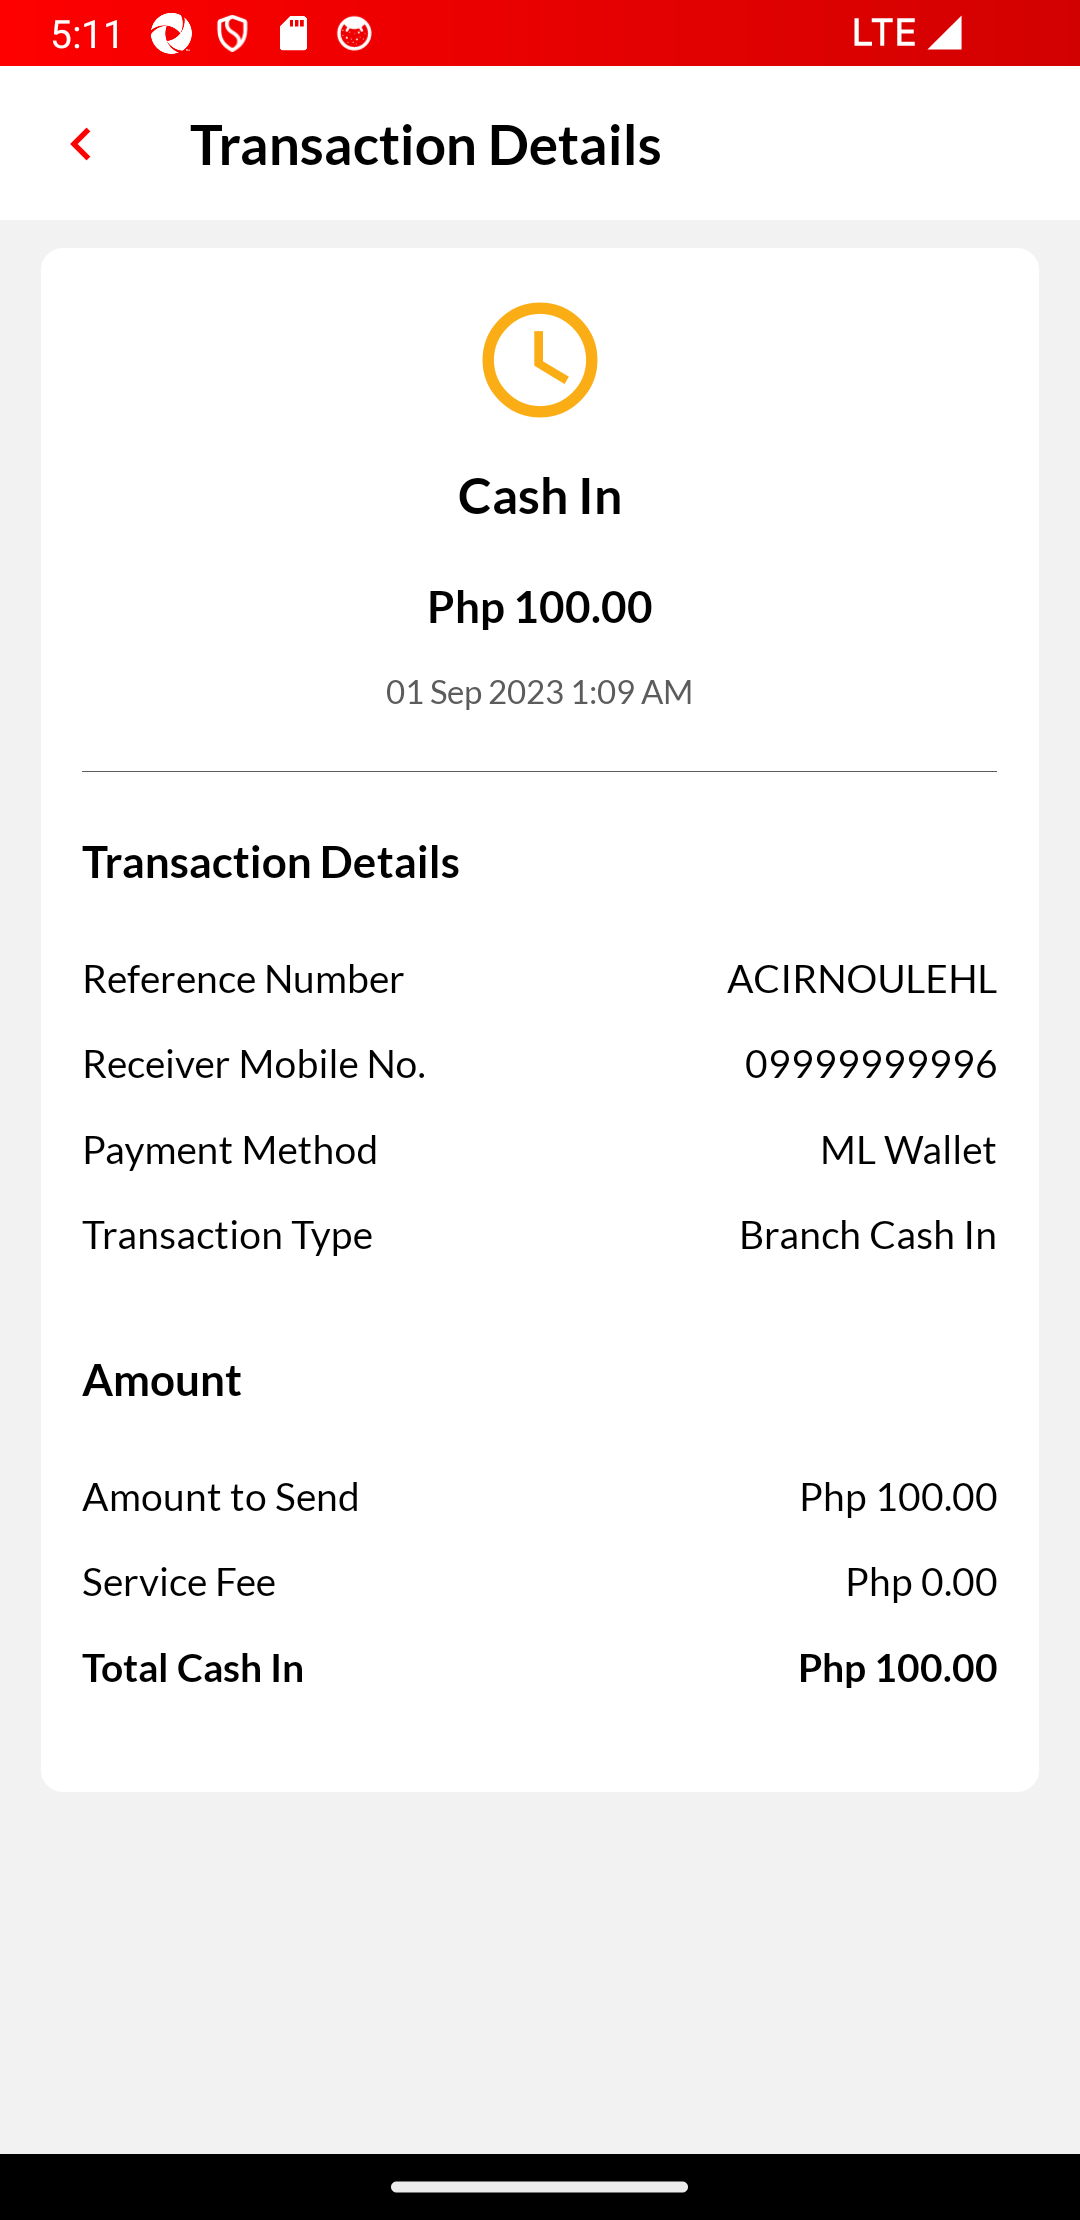 5:11 LTE
Transaction Details
Cash In
Php 100.00
01 Sep 2023 1:09 AM
Transaction Details
Reference Number ACIRNOULEHL
Receiver Mobile No. 09999999996
Payment Method ML Wallet
Transaction Type Branch Cash In
Amount
Amount to Send Php 100.00
Service Fee Php 0.00
Total Cash In Php 100.00